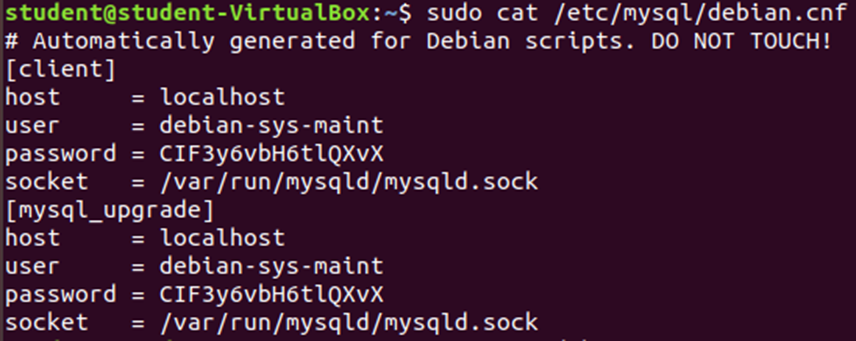 student@student-VirtualBox:~$ sudo cat /etc/mysql/debian.cnf
# Automatically generated for Debian scripts. DO NOT TOUCH!
[client]
host     = localhost
user     = debian-sys-maint
password = CIF3y6vbH6tlQXvX
socket   = /var/run/mysqld/mysqld.sock
[mysql_upgrade]
host     = localhost
user     = debian-sys-maint
password = CIF3y6vbH6tlQXvX
socket   = /var/run/mysqld/mysqld.sock